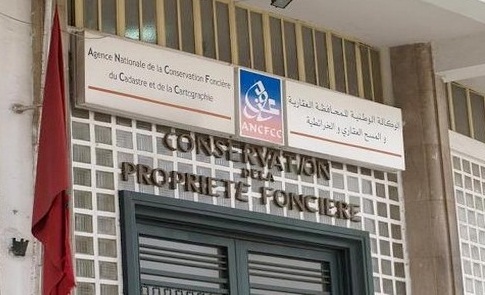 Agence Nationale de la Conservation Foncière
du Cadastre et de la Cartographie
ANCFCC
الوكالة الوطنية للمحافظة العقارية
و المسح العقاري و الخرائطية
CONSERVATION
DE LA
PROPRIETE FONCIERE